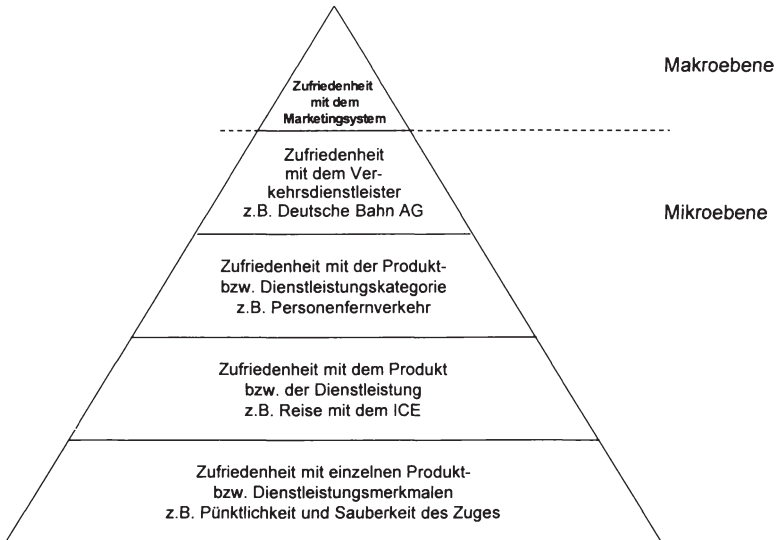 Makroebene
Zufriedenheit
mit dem
Marketingsystem
Zufriedenheit
mit dem Ver-
kehrsdienstleister
z.B. Deutsche Bahn AG
Mikroebene
Zufriedenheit mit der Produkt-
bzw. Dienstleistungskategorie
z.B. Personenfernverkehr
Zufriedenheit mit dem Produkt
bzw. der Dienstleistung
z.B. Reise mit dem ICE
Zufriedenheit mit einzelnen Produkt-
bzw. Dienstleistungsmerkmalen
z.B. Pünktlichkeit und Sauberkeit des Zuges